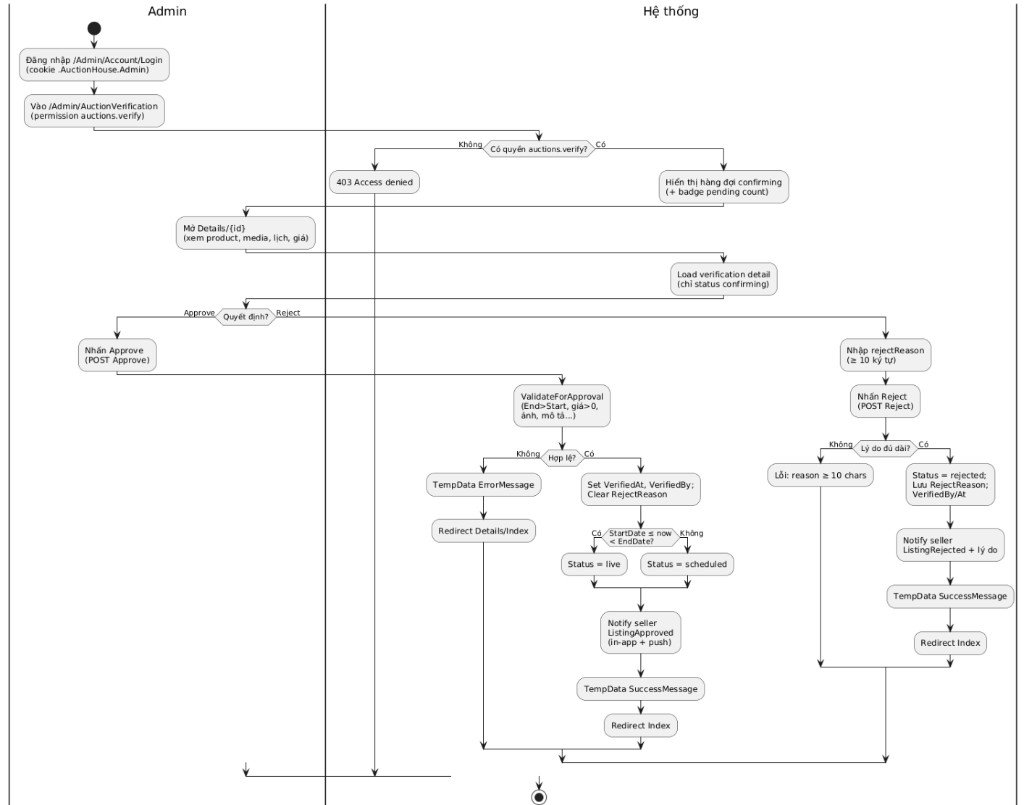 Admin
Hệ thống
Đăng nhập /Admin/Account/Login
(cookie .AuctionHouse.Admin)
Vào /Admin/AuctionVerification
(permission auctions.verify)
Không
Có quyền auctions.verify?
Có
403 Access denied
Hiển thị hàng đợi confirming
(+ badge pending count)
Mở Details/{id}
(xem product, media, lịch, giá)
Load verification detail
(chỉ status confirming)
Approve
Quyết định?
Reject
Nhấn Approve
(POST Approve)
Nhập rejectReason
(≥ 10 ký tự)
ValidateForApproval
(End>Start, giá>0,
ảnh, mô tả...)
Nhấn Reject
(POST Reject)
Không
Lý do đủ dài?
Có
Không
Hợp lệ?
Có
Lỗi: reason ≥ 10 chars
Status = rejected;
Lưu RejectReason;
VerifiedBy/At
TempData ErrorMessage
Set VerifiedAt, VerifiedBy;
Clear RejectReason
Redirect Details/Index
Có
StartDate ≤ now
< EndDate?
Không
Notify seller
ListingRejected + lý do
Status = live
Status = scheduled
TempData SuccessMessage
Notify seller
ListingApproved
(in-app + push)
Redirect Index
TempData SuccessMessage
Redirect Index